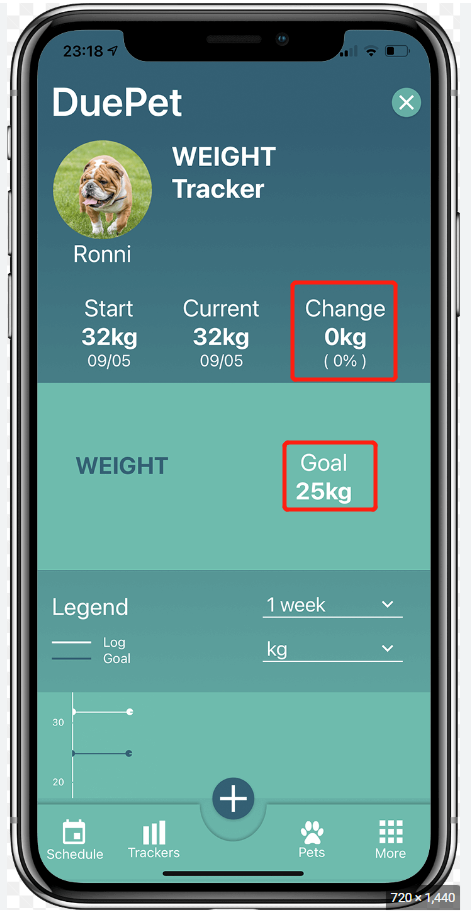 23:18
DuePet
WEIGHT
Tracker
Ronni
Start
32kg
09/05
Current
32kg
09/05
Change
0kg
( 0% )
WEIGHT
Goal
25kg
Legend
1 week
Log
Goal
kg
30
20
Schedule
Trackers
Pets
More
720 × 1,440